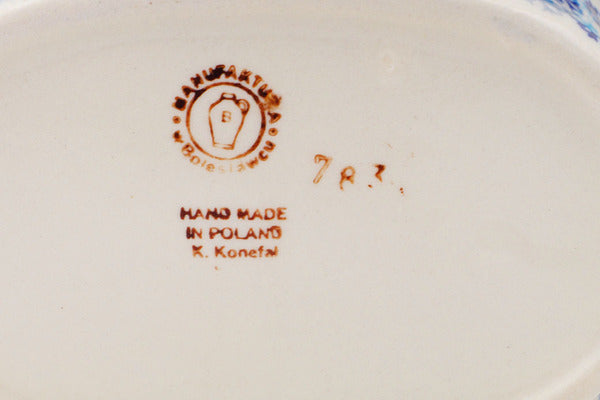 MANUFAKTURA
w Bolesławcu
B
HAND MADE
IN POLAND
K. Konefał